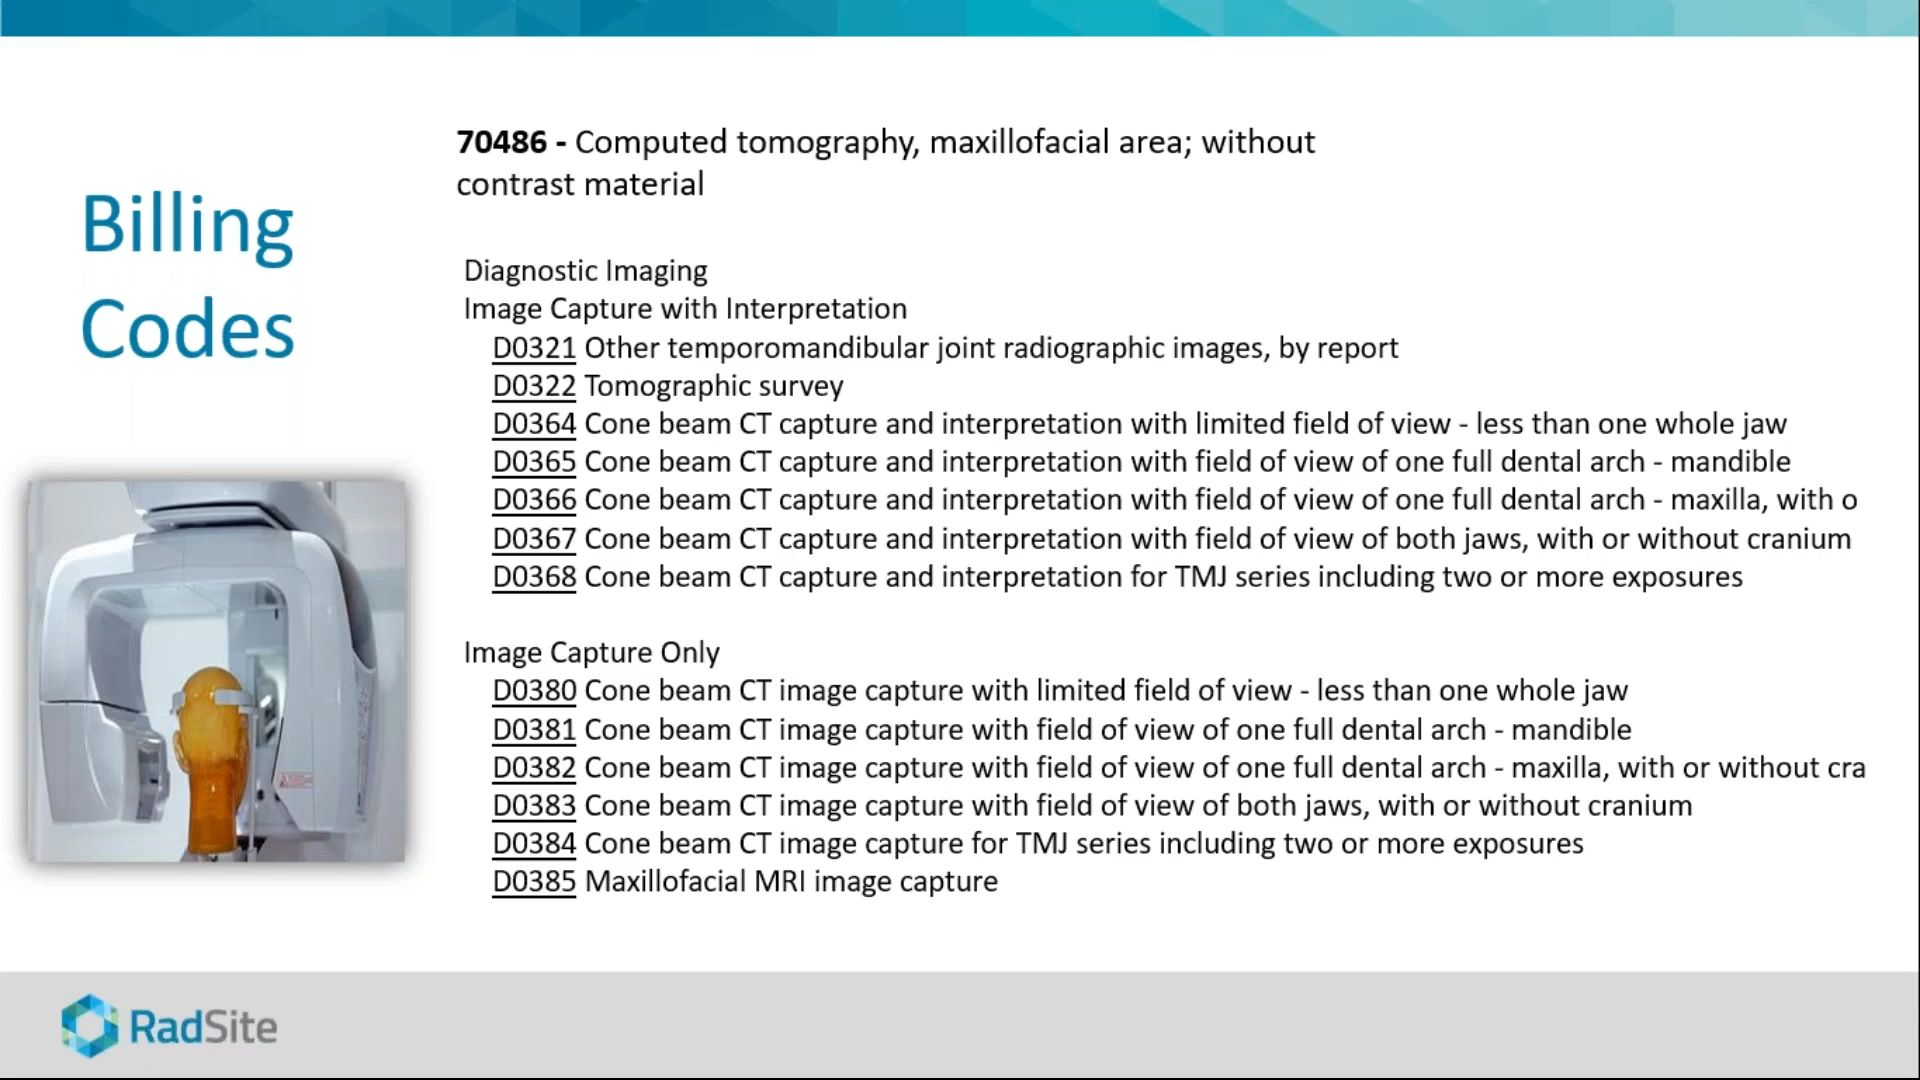 Billing
Codes
70486 - Computed tomography, maxillofacial area; without
contrast material
Diagnostic Imaging
Image Capture with Interpretation
D0321 Other temporomandibular joint radiographic images, by report
D0322 Tomographic survey
D0364 Cone beam CT capture and interpretation with limited field of view - less than one whole jaw
D0365 Cone beam CT capture and interpretation with field of view of one full dental arch - mandible
D0366 Cone beam CT capture and interpretation with field of view of one full dental arch - maxilla, with o
D0367 Cone beam CT capture and interpretation with field of view of both jaws, with or without cranium
D0368 Cone beam CT capture and interpretation for TMJ series including two or more exposures
Image Capture Only
D0380 Cone beam CT image capture with limited field of view - less than one whole jaw
D0381 Cone beam CT image capture with field of view of one full dental arch - mandible
D0382 Cone beam CT image capture with field of view of one full dental arch - maxilla, with or without cra
D0383 Cone beam CT image capture with field of view of both jaws, with or without cranium
D0384 Cone beam CT image capture for TMJ series including two or more exposures
D0385 Maxillofacial MRI image capture
RadSite